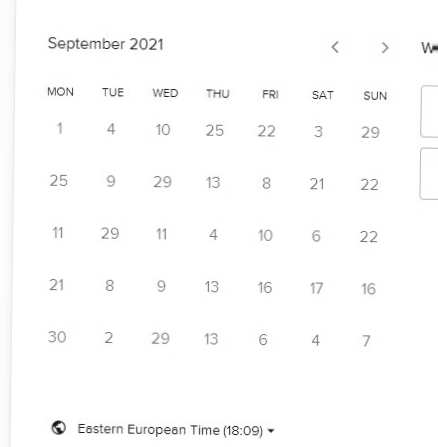 September 2021
MON TUE WED THU FRI SAT SUN
1 4 10 25 22 3 29
25 9 29 13 8 21 22
11 29 11 4 10 6 22
21 8 9 13 16 17 16
30 2 29 13 6 4 7
Eastern European Time (18:09)